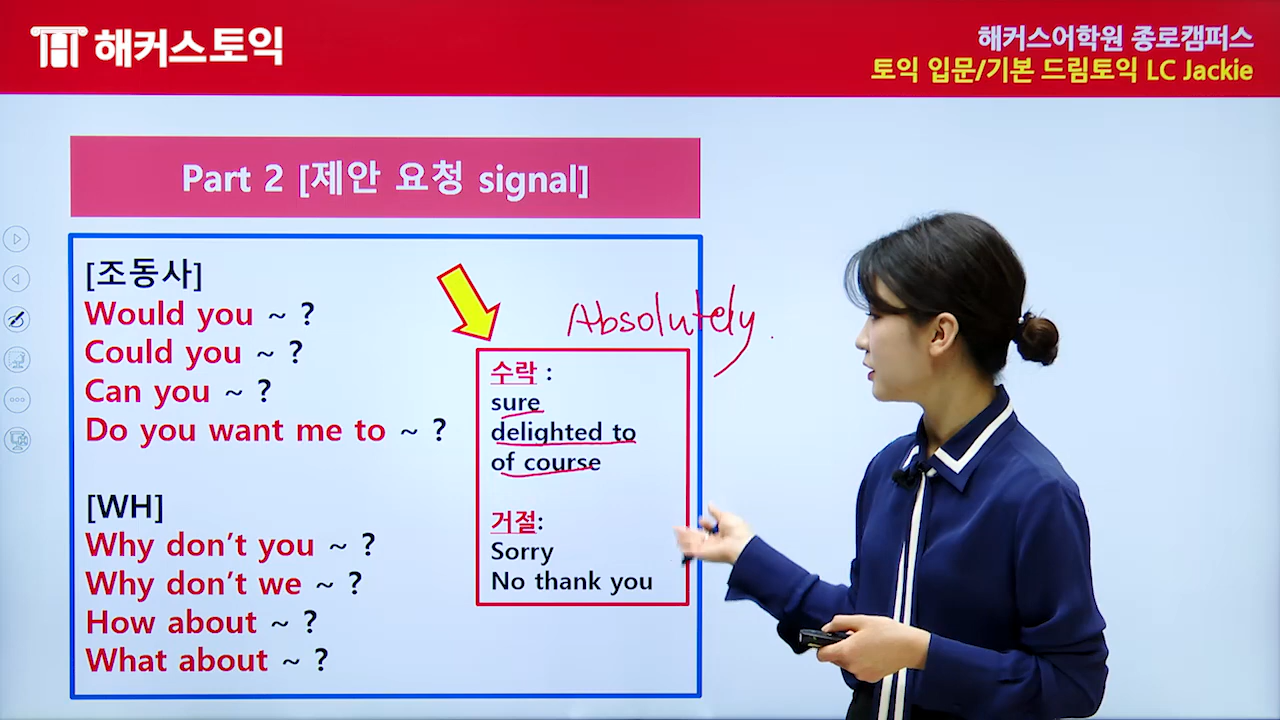 해커스토익
해커스어학원 종로캠퍼스
토익 입문/기본 드림토익 LC Jackie
Part 2 [제안 요청 signal]
[조동사]
Would you ~ ?
Could you ~ ?
Can you ~ ?
Do you want me to ~ ?
[WH]
Why don't you ~ ?
Why don't we ~ ?
How about ~ ?
What about ~ ?
Absolutely.
수락 :
sure
delighted to
of course
거절:
Sorry
No thank you